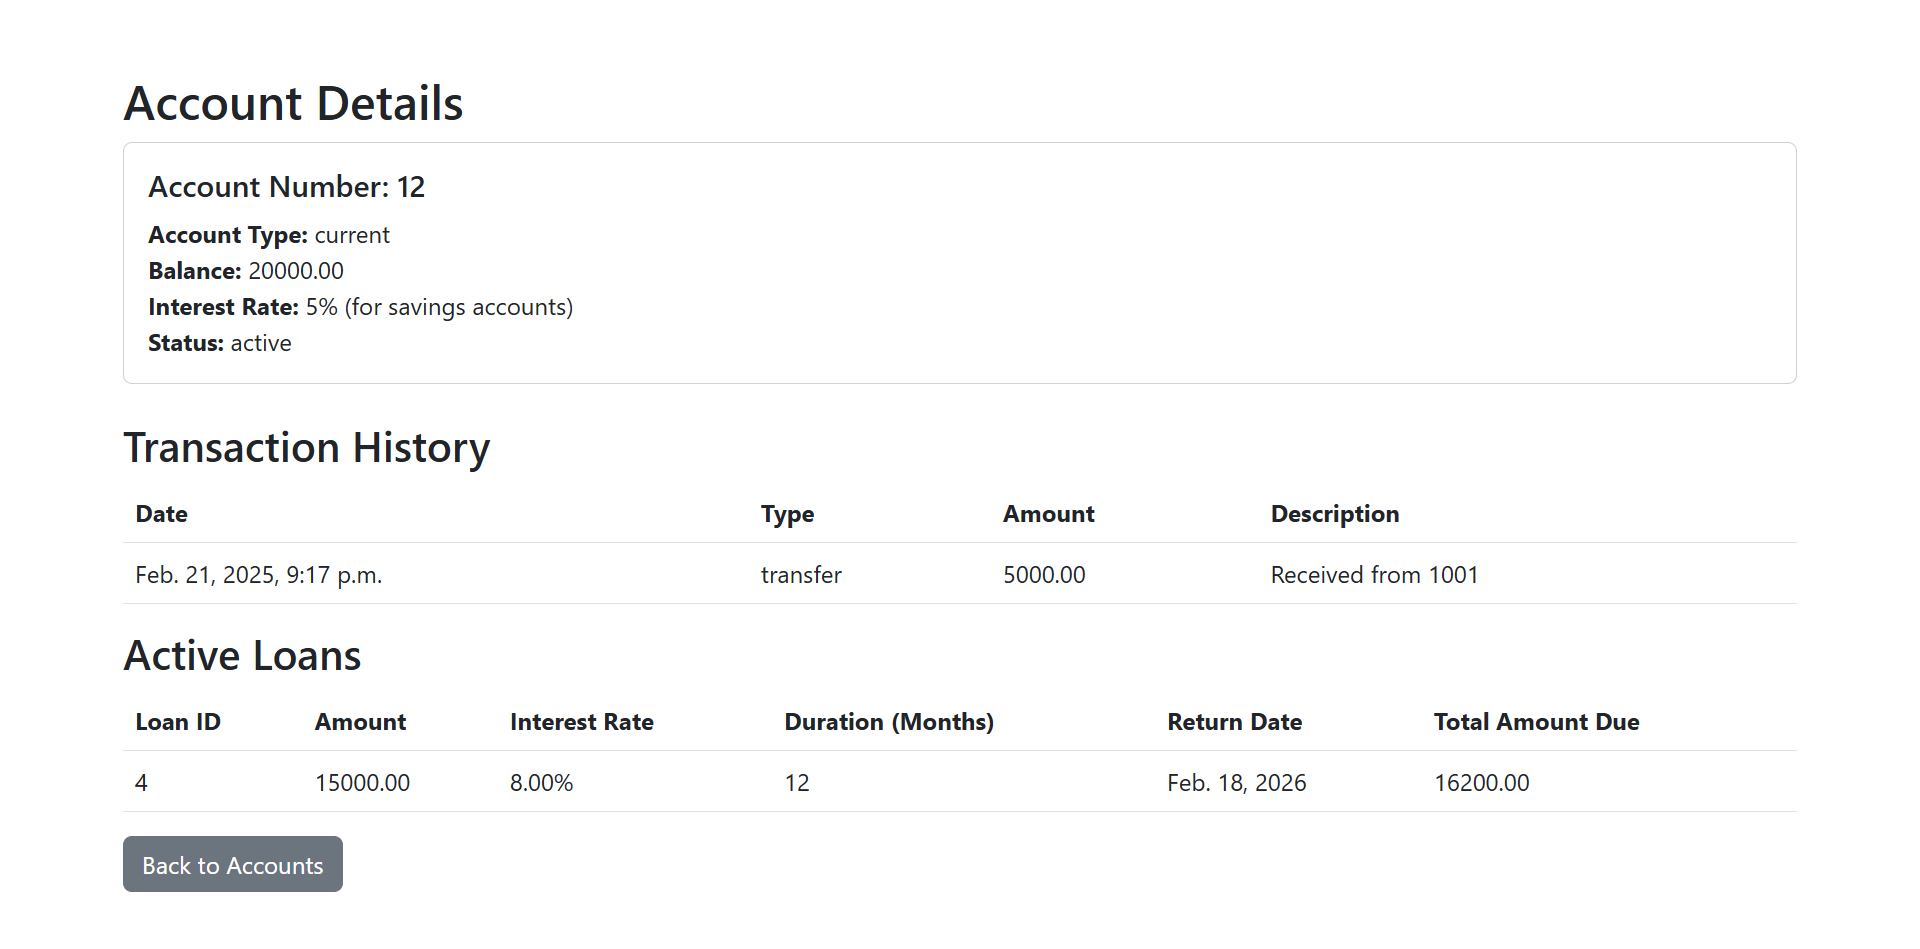 Account Details
Account Number: 12
Account Type: current
Balance: 20000.00
Interest Rate: 5% (for savings accounts)
Status: active
Transaction History
Date Type Amount Description
Feb. 21, 2025, 9:17 p.m. transfer 5000.00 Received from 1001
Active Loans
Loan ID Amount Interest Rate Duration (Months) Return Date Total Amount Due
4 15000.00 8.00% 12 Feb. 18, 2026 16200.00
Back to Accounts